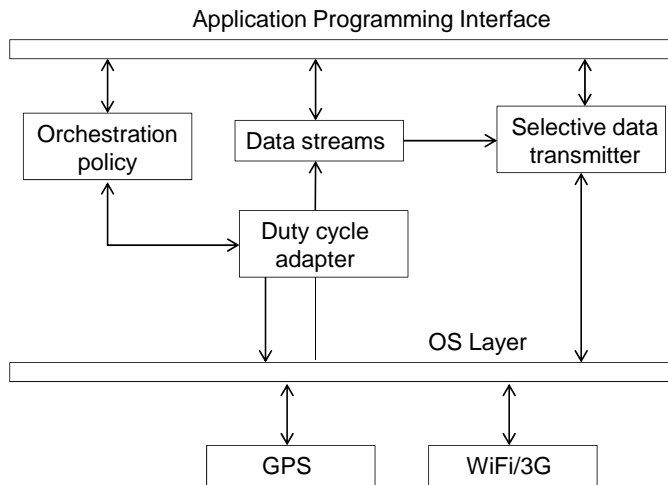 Application Programming Interface
Orchestration
policy
Data streams
Selective data
transmitter
Duty cycle
adapter
OS Layer
GPS
WiFi/3G